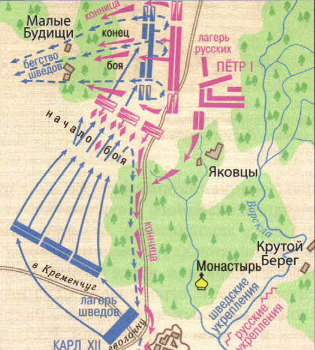 Малые
Будищи
конница
конец
боя
бегство
шведов
лагерь
русских
ПЁТР I
начало боя
Яковцы
Ворскла
конница
Крутой
Берег
Монастырь
шведские
укрепления
русские
укрепления
в Кременчуг
лагерь
шведов
КАРЛ XII